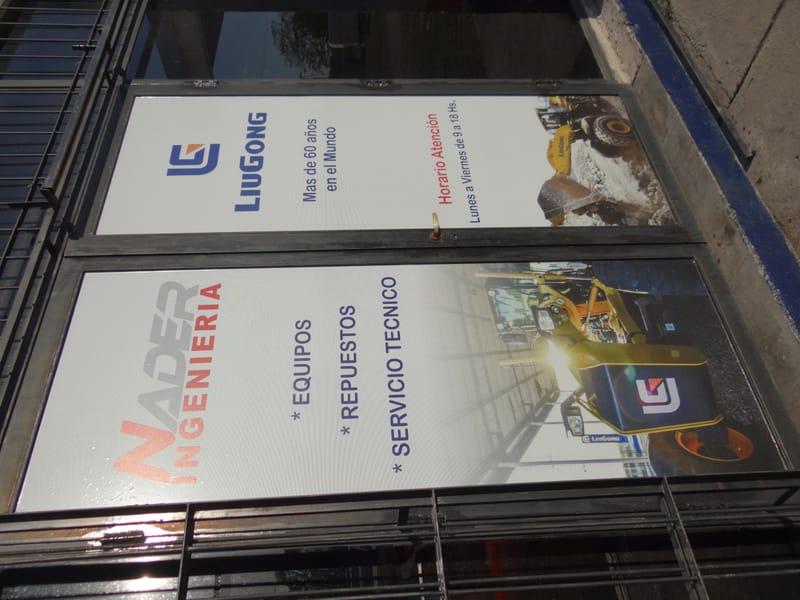 NADER
INGENIERIA
* EQUIPOS
* REPUESTOS
* SERVICIO TECNICO
LIUGONG
LIUGONG
Mas de 60 años
en el Mundo
Horario Atención
Lunes a Viernes de 9 a 18 Hs.